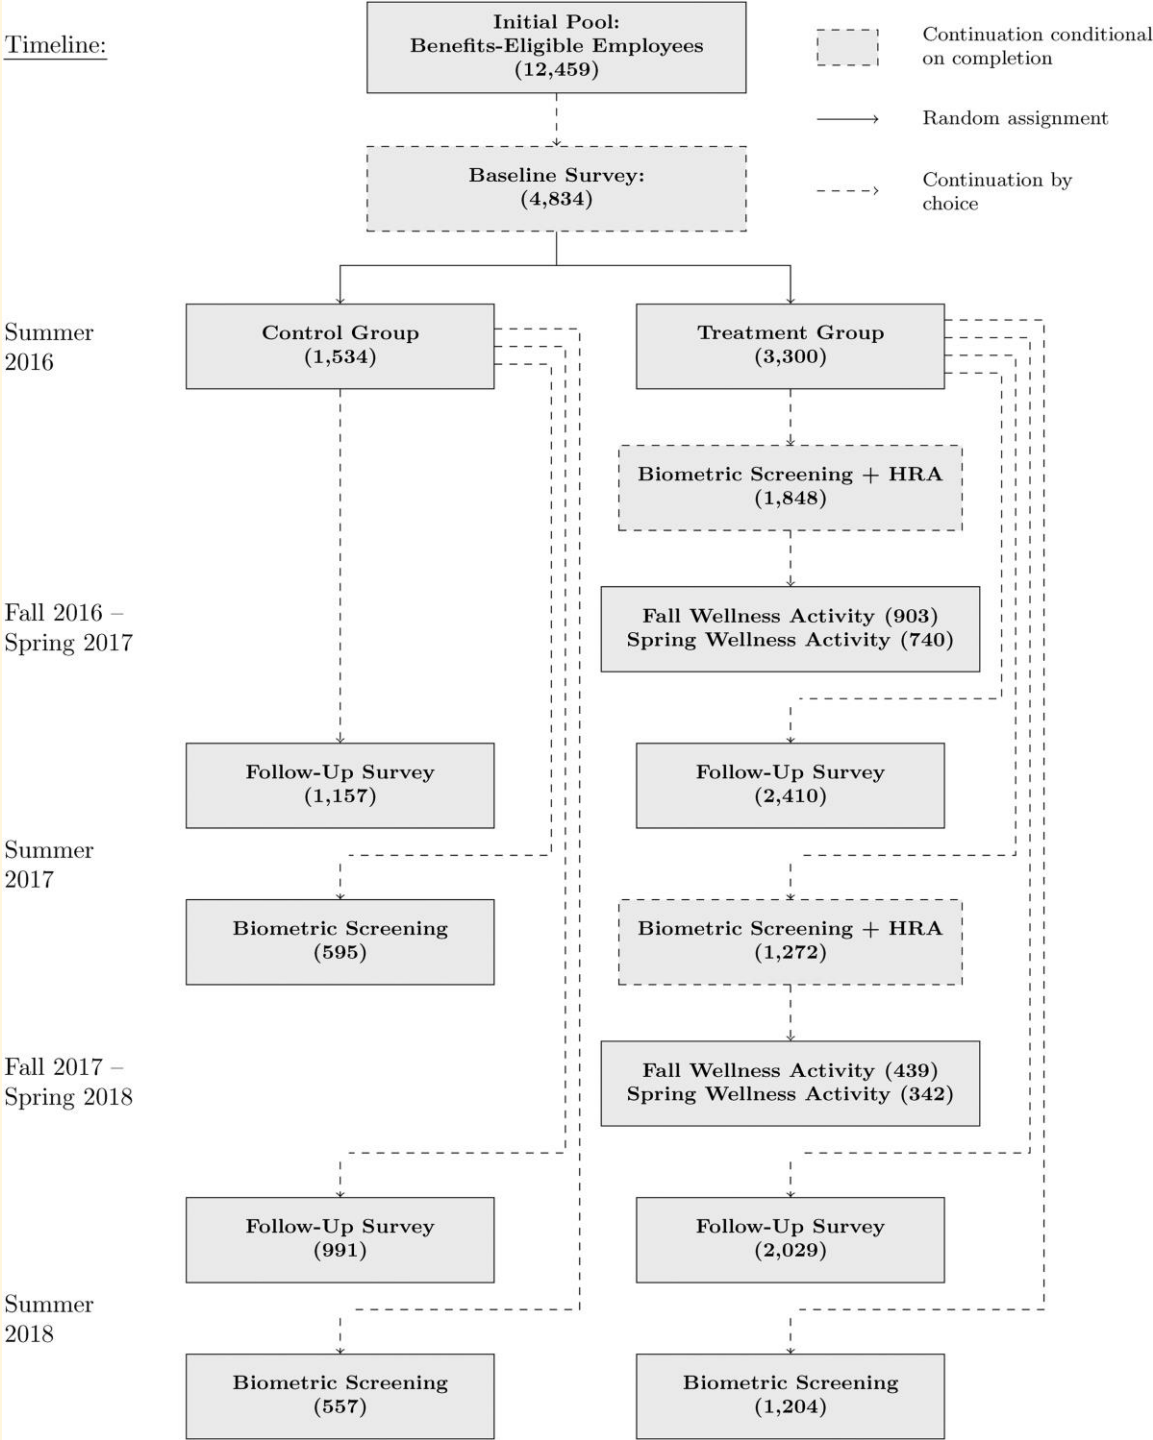 Timeline:
Initial Pool:
Benefits-Eligible Employees
(12,459)
Continuation conditional
on completion
Random assignment
Continuation by
choice
Baseline Survey:
(4,834)
Summer
2016
Control Group
(1,534)
Treatment Group
(3,300)
Biometric Screening + HRA
(1,848)
Fall 2016 –
Spring 2017
Fall Wellness Activity (903)
Spring Wellness Activity (740)
Follow-Up Survey
(1,157)
Follow-Up Survey
(2,410)
Summer
2017
Biometric Screening
(595)
Biometric Screening + HRA
(1,272)
Fall 2017 –
Spring 2018
Fall Wellness Activity (439)
Spring Wellness Activity (342)
Follow-Up Survey
(991)
Follow-Up Survey
(2,029)
Summer
2018
Biometric Screening
(557)
Biometric Screening
(1,204)